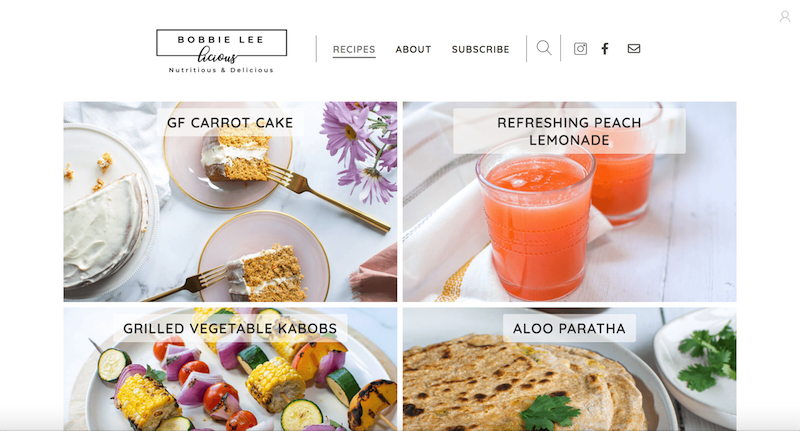 BOBBIE LEE
licious
Nutritious & Delicious
RECIPES
ABOUT
SUBSCRIBE
GF CARROT CAKE
REFRESHING PEACH
LEMONADE
GRILLED VEGETABLE KABOBS
ALOO PARATHA